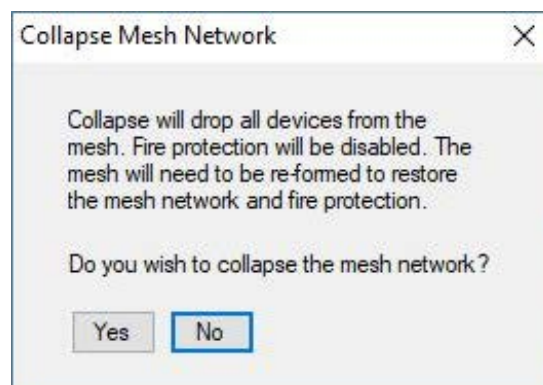 Collapse Mesh Network
Collapse will drop all devices from the
mesh. Fire protection will be disabled. The
mesh will need to be re-formed to restore
the mesh network and fire protection.
Do you wish to collapse the mesh network?
Yes No